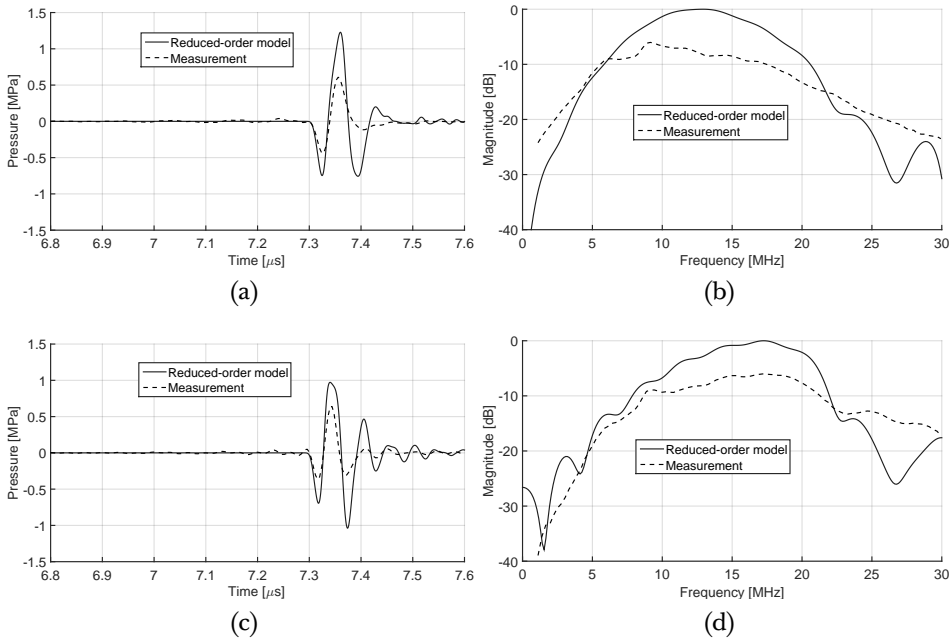 1.5
1
0.5
0
-0.5
-1
-1.5
Pressure [MPa]
Reduced-order model
Measurement
6.8 6.9 7 7.1 7.2 7.3 7.4 7.5 7.6
Time [μs]
(a)
0
-10
-20
-30
-40
Magnitude [dB]
Reduced-order model
Measurement
0 5 10 15 20 25 30
Frequency [MHz]
(b)
1.5
1
0.5
0
-0.5
-1
-1.5
Pressure [MPa]
Reduced-order model
Measurement
6.8 6.9 7 7.1 7.2 7.3 7.4 7.5 7.6
Time [μs]
(c)
0
-10
-20
-30
-40
Magnitude [dB]
Reduced-order model
Measurement
0 5 10 15 20 25 30
Frequency [MHz]
(d)